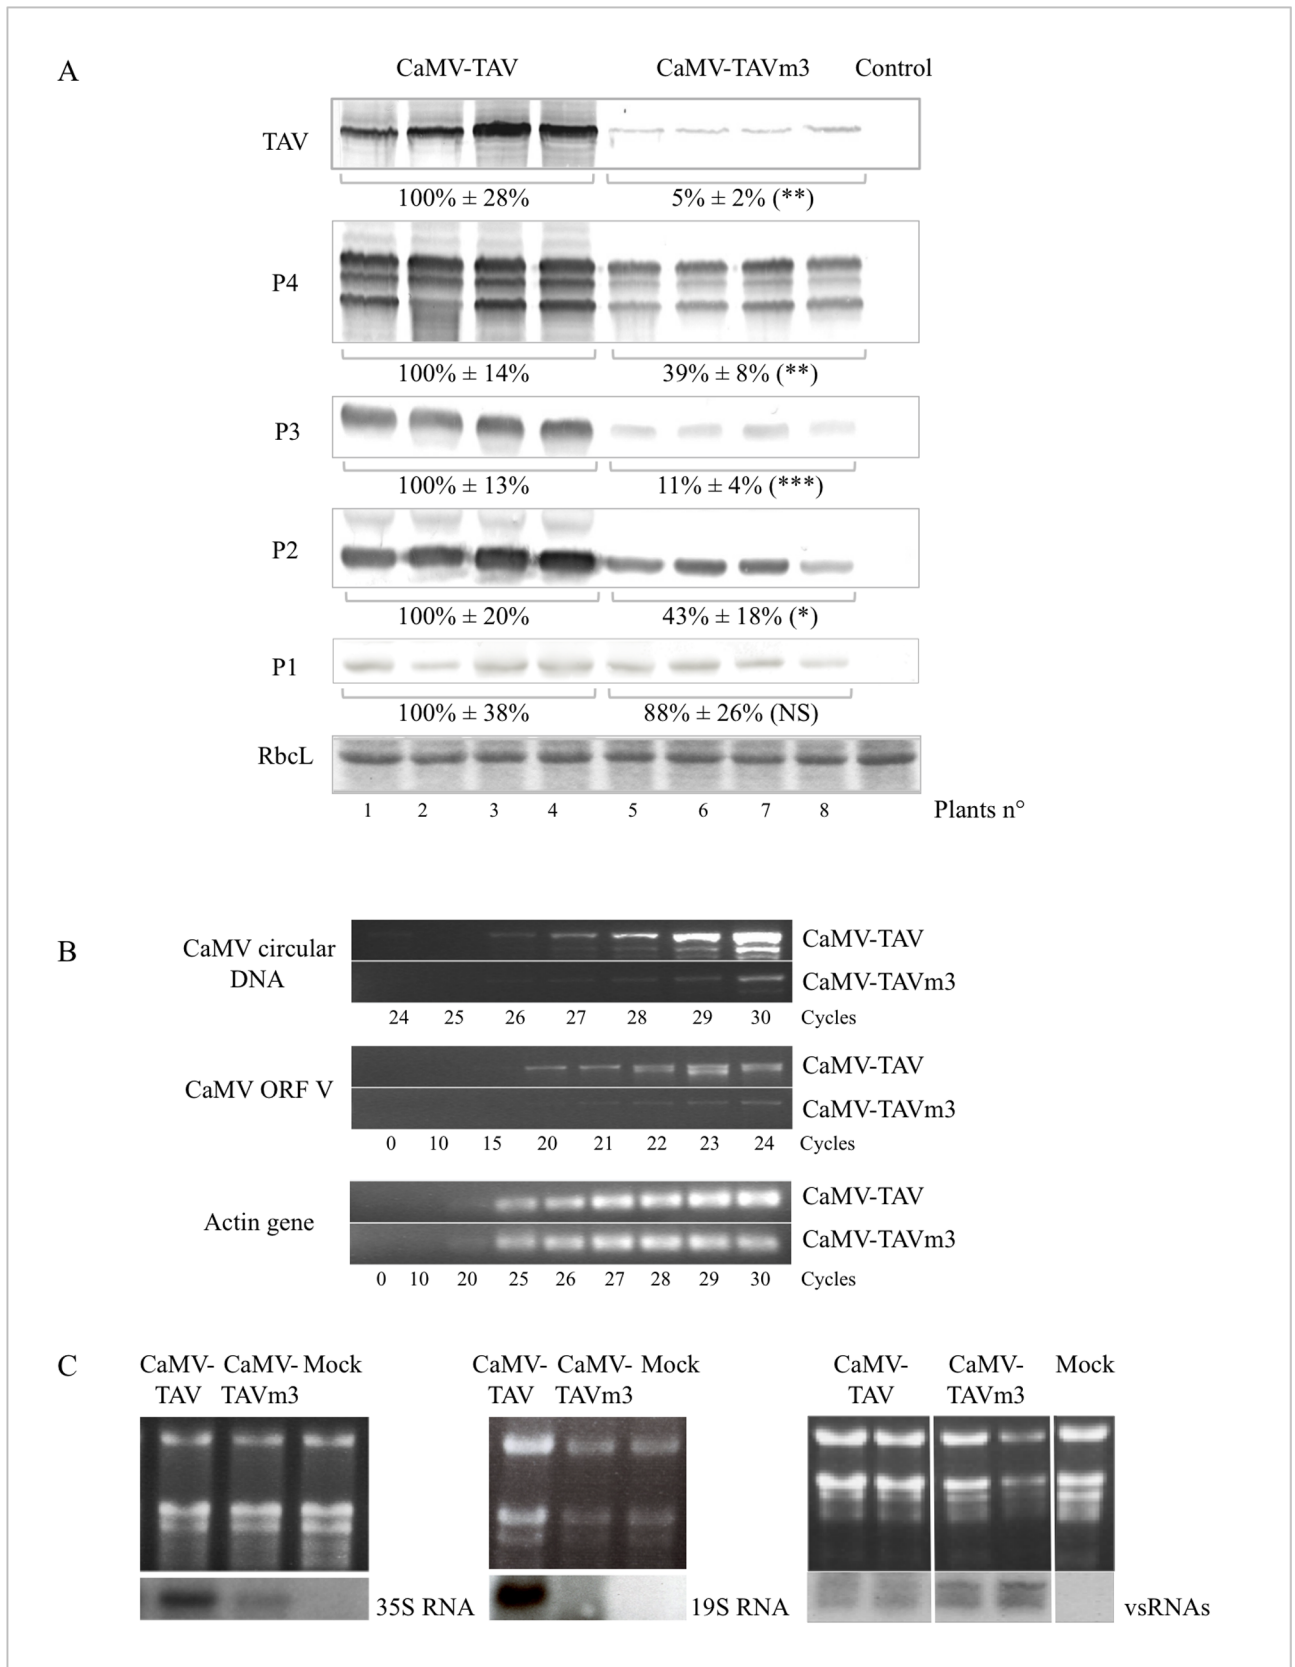 A
CaMV-TAV CaMV-TAVm3 Control
TAV
100% ± 28% 5% ± 2% (**)
P4
100% ± 14% 39% ± 8% (**)
P3
100% ± 13% 11% ± 4% (***)
P2
100% ± 20% 43% ± 18% (*)
P1
100% ± 38% 88% ± 26% (NS)
RbcL
1 2 3 4 5 6 7 8 Plants n°
B
CaMV circular
DNA
CaMV-TAV
CaMV-TAVm3
24 25 26 27 28 29 30 Cycles
CaMV ORF V
CaMV-TAV
CaMV-TAVm3
0 10 15 20 21 22 23 24 Cycles
Actin gene
CaMV-TAV
CaMV-TAVm3
0 10 20 25 26 27 28 29 30 Cycles
C
CaMV- CaMV- Mock
TAV TAVm3
35S RNA
CaMV- CaMV- Mock
TAV TAVm3
19S RNA
CaMV- CaMV- Mock
TAV TAVm3
vsRNAs